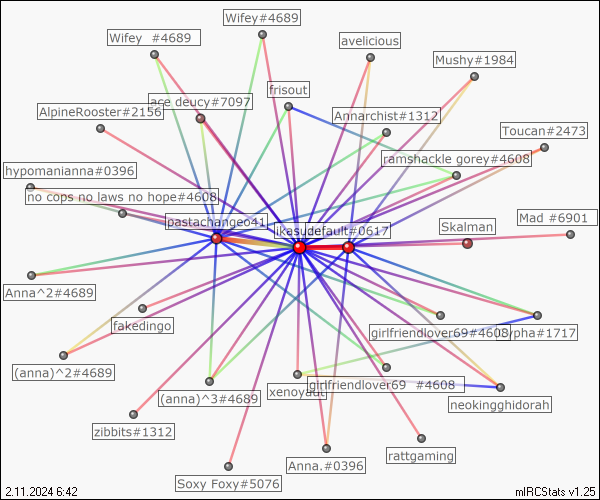 Wifey#4689
Wifey  #4689
avelicious
Mushy#1984
frisout
ace deucy#7097
AlpineRooster#2156
Annarchist#1312
Toucan#2473
ramshackle gorey#4608
hypomanianna#0396
no cops no laws no hope#4608
pastachangeo41
ikasudefault#0617
Skalman
Mad #6901
Anna^2#4689
fakedingo
girlfriendlover69#4608
/pha#1717
(anna)^2#4689
(anna)^3#4689
xenoyaut
girlfriendlover69  #4608
neokingghidorah
zibbits#1312
rattgaming
Anna.#0396
Soxy Foxy#5076
2.11.2024 6:42
mIRCStats v1.25